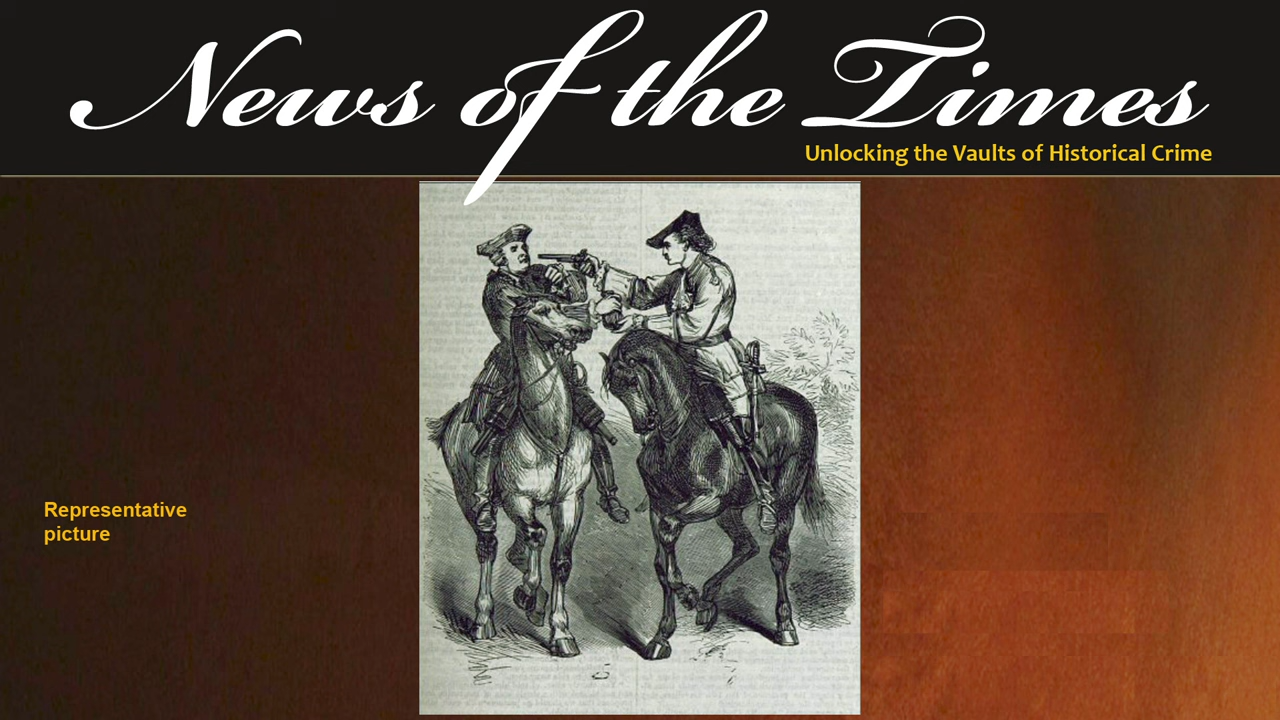 News of the Times
Unlocking the Vaults of Historical Crime
Representative
picture